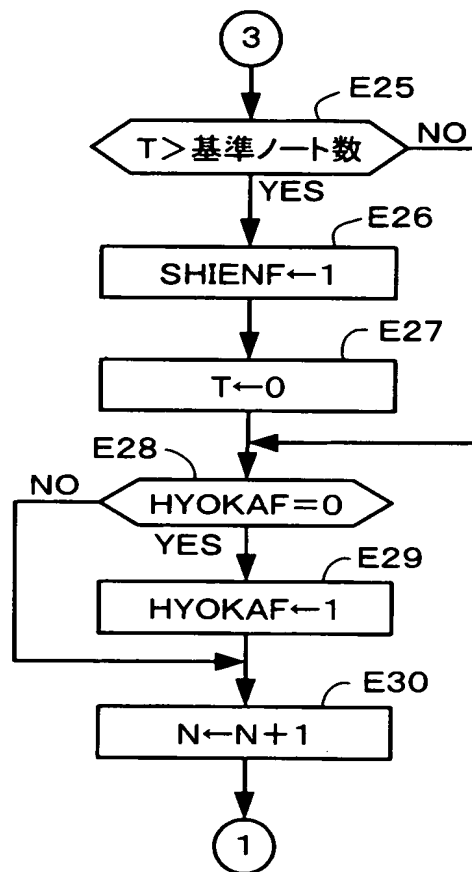 3
E25
T>基準ノート数
NO
YES
E26
SHIENF←1
E27
T←0
E28
NO
HYOKAF=0
YES
E29
HYOKAF←1
E30
N←N+1
1